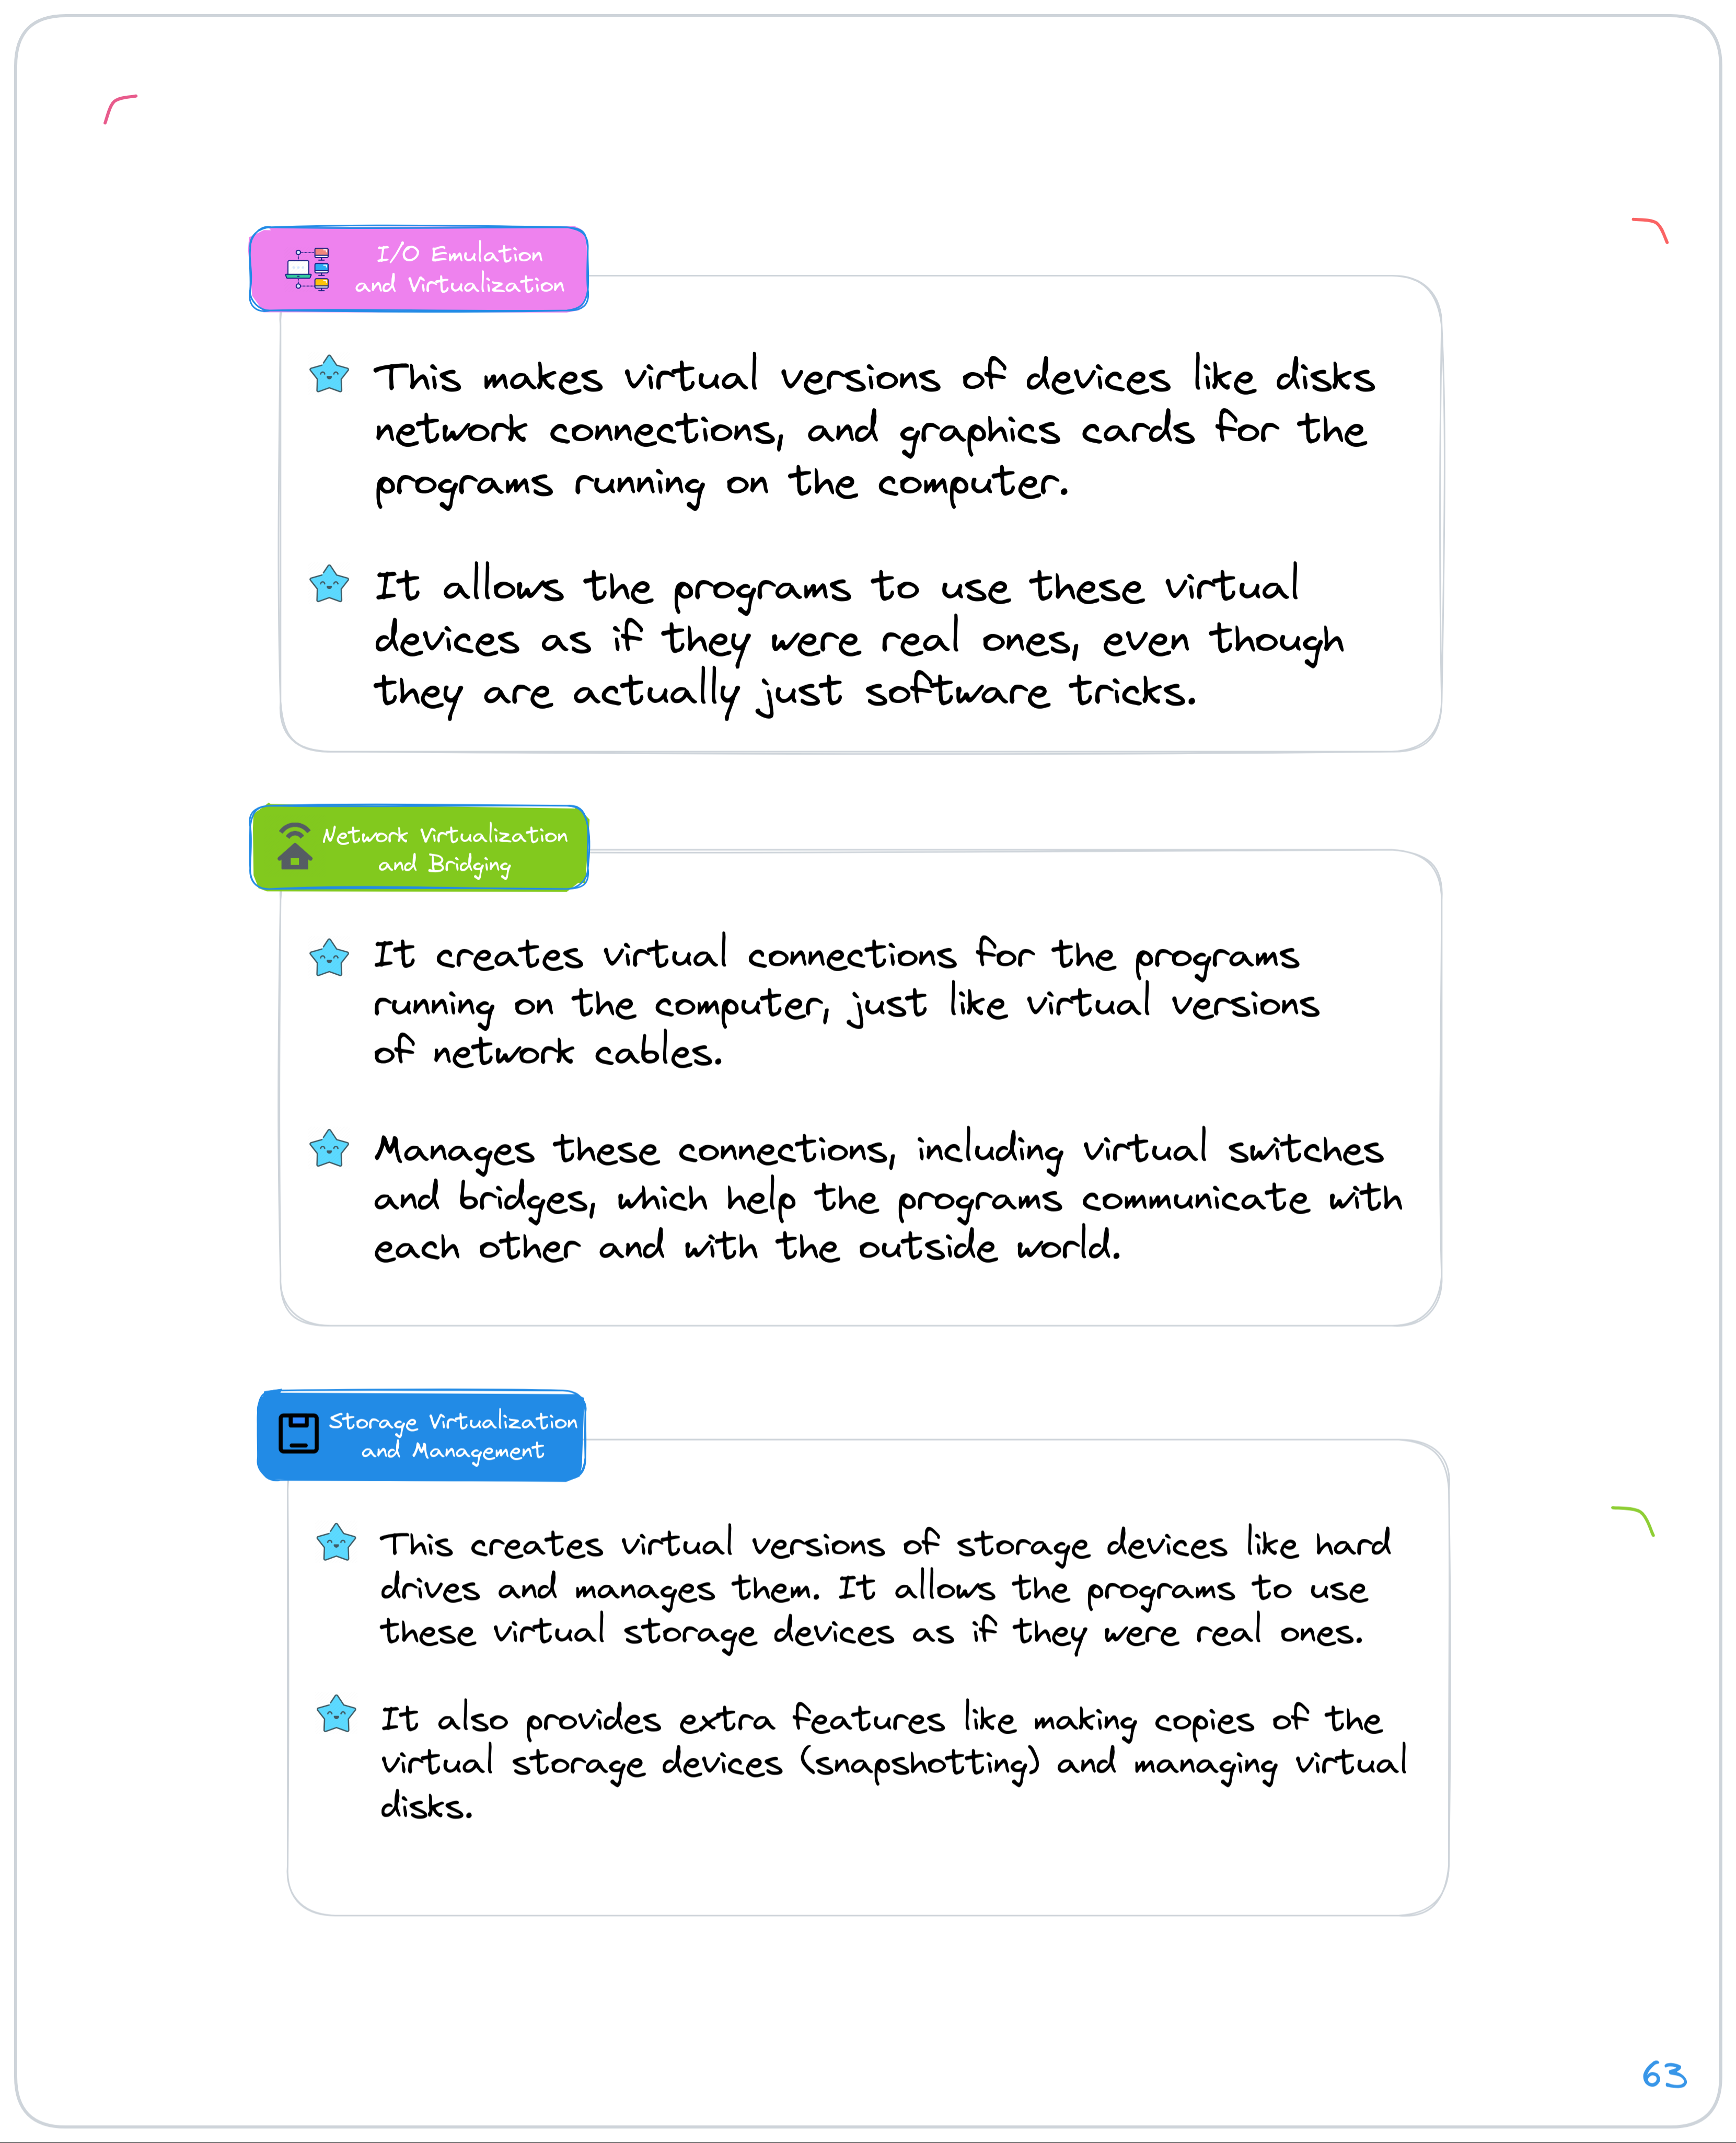 I/O Emulation
and Virtualization
This makes virtual versions of devices like disks
network connections, and graphics cards for the
programs running on the computer.
It allows the programs to use these virtual
devices as if they were real ones, even though
they are actually just software tricks.
Network Virtualization
and Bridging
It creates virtual connections for the programs
running on the computer, just like virtual versions
of network cables.
Manages these connections, including virtual switches
and bridges, which help the programs communicate with
each other and with the outside world.
Storage Virtualization
and Management
This creates virtual versions of storage devices like hard
drives and manages them. It allows the programs to use
these virtual storage devices as if they were real ones.
It also provides extra features like making copies of the
virtual storage devices (snapshotting) and managing virtual
disks.
63